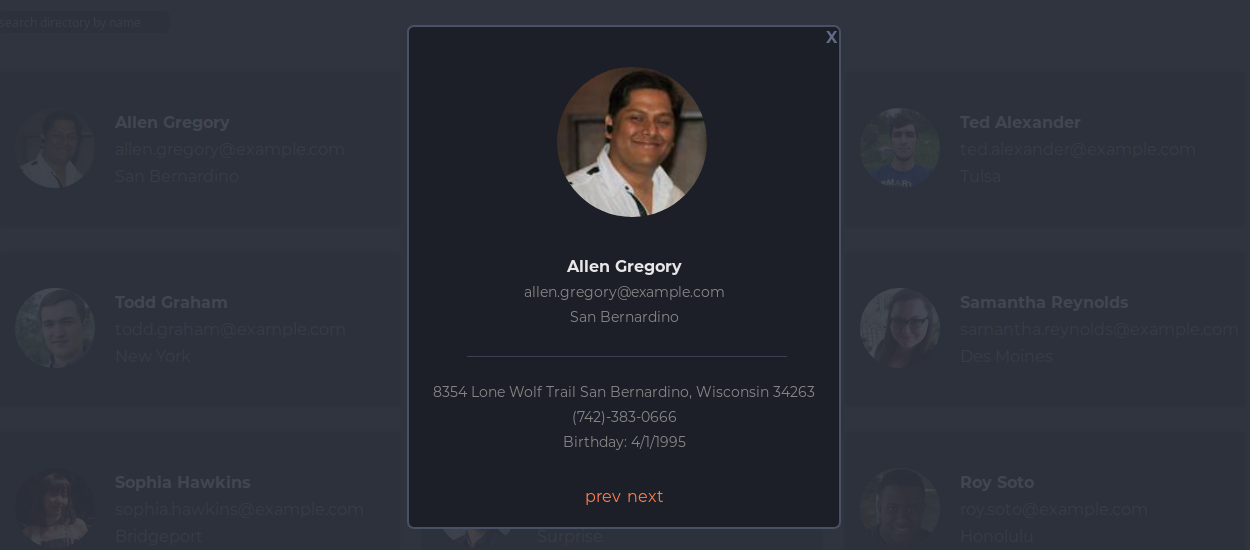 search directory by name
X
Allen Gregory
allen.gregory@example.com
San Bernardino
8354 Lone Wolf Trail San Bernardino, Wisconsin 34263
(742)-383-0666
Birthday: 4/1/1995
prev next
Allen Gregory
allen.gregory@example.com
San Bernardino
Ted Alexander
ted.alexander@example.com
Tulsa
Todd Graham
todd.graham@example.com
New York
Samantha Reynolds
samantha.reynolds@example.com
Des Moines
Sophia Hawkins
sophia.hawkins@example.com
Bridgeport
Surprise
Roy Soto
roy.soto@example.com
Honolulu